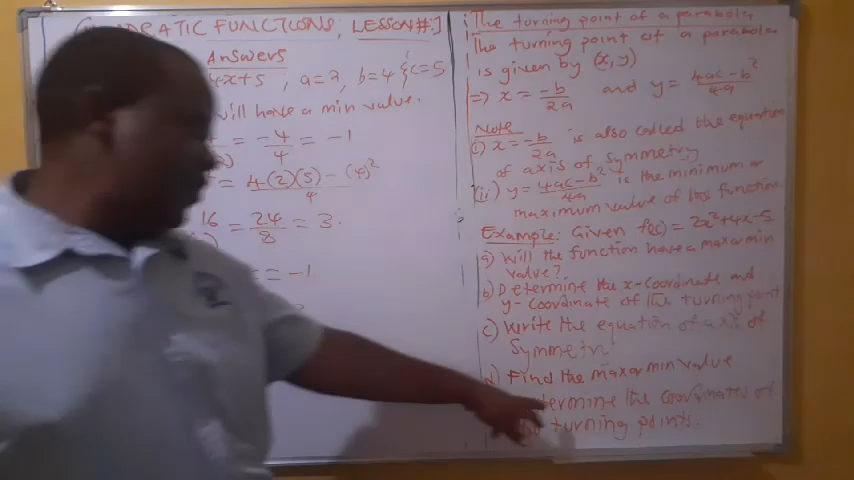 QUADRATIC FUNCTIONS, LESSON#:]
Answers
4x+5 , a=2, b=4 & c=5
will have a min value.
= -4/4 = -1
= 4(2)(5) - (4)²
4
16 = 24/8 = 3.
= -1
The turning point of a parabola
The turning point of a parabola
is given by (x,y)
=> x = -b/2a and y = 4ac-b²/4a
Note
(i) x = -b/2a is also called the equation
of axis of symmetry
(ii) y = 4ac-b²/4a is the minimum or
maximum value of the function
Example: Given f(x) = 2x²+4x-5
a) Will the function have a max or min
value?
b) Determine the x-coordinate and
y-coordinate of the turning point
c) Write the equation of axis of
Symmetry
d) Find the max or min value
etermine the coordinates of
turning points.